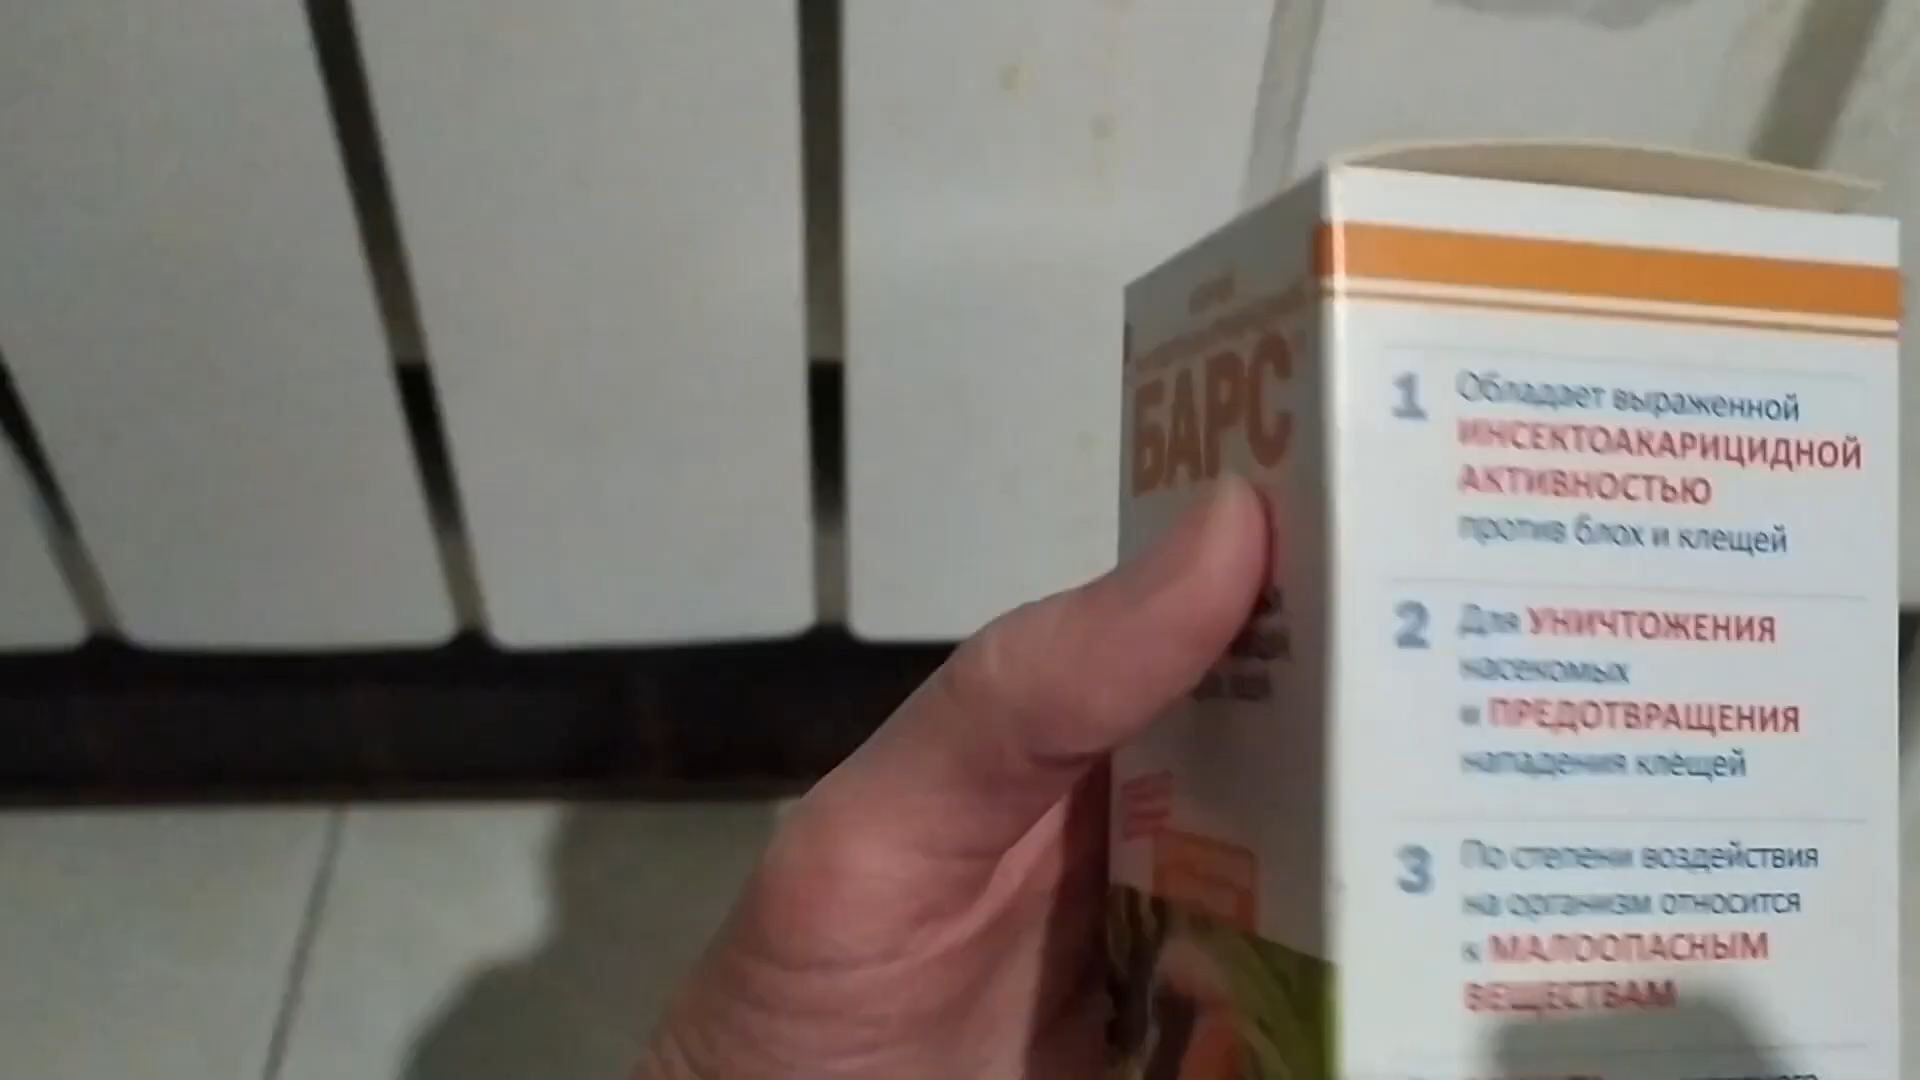 БАРС
1 Обладает выраженной
ИНСЕКТОАКАРИЦИДНОЙ
АКТИВНОСТЬЮ
против блох и клещей
2 Для УНИЧТОЖЕНИЯ
насекомых
и ПРЕДОТВРАЩЕНИЯ
нападения клещей
3 По степени воздействия
на организм относится
к МАЛООПАСНЫМ
ВЕЩЕСТВАМ